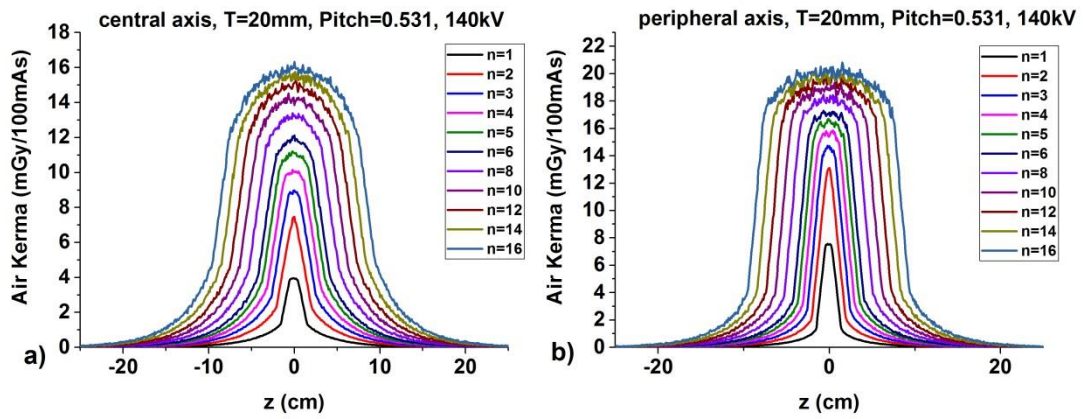 central axis, T=20mm, Pitch=0.531, 140kV
Air Kerma (mGy/100mAs)
18
16
14
12
10
8
6
4
2
0
-20
-10
0
10
20
z (cm)
n=1
n=2
n=3
n=4
n=5
n=6
n=8
n=10
n=12
n=14
n=16
a)
peripheral axis, T=20mm, Pitch=0.531, 140kV
Air Kerma (mGy/100mAs)
22
20
18
16
14
12
10
8
6
4
2
0
-20
0
20
z (cm)
n=1
n=2
n=3
n=4
n=5
n=6
n=8
n=10
n=12
n=14
n=16
b)